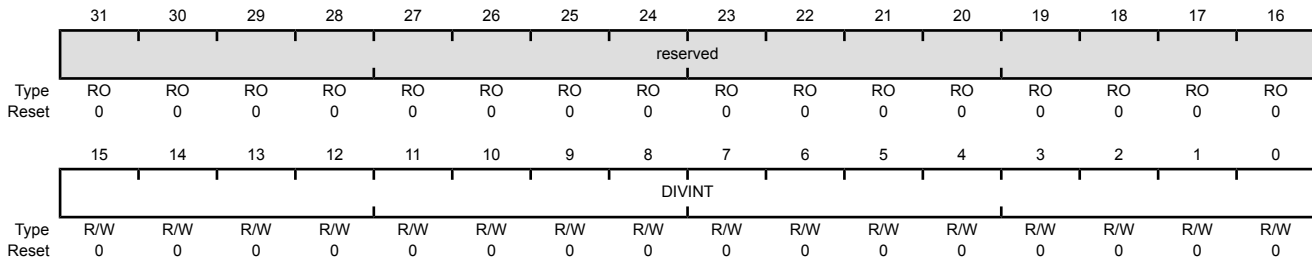 31 30 29 28 27 26 25 24 23 22 21 20 19 18 17 16
reserved
Type RO RO RO RO RO RO RO RO RO RO RO RO RO RO RO RO
Reset 0 0 0 0 0 0 0 0 0 0 0 0 0 0 0 0
15 14 13 12 11 10 9 8 7 6 5 4 3 2 1 0
DIVINT
Type R/W R/W R/W R/W R/W R/W R/W R/W R/W R/W R/W R/W R/W R/W R/W R/W
Reset 0 0 0 0 0 0 0 0 0 0 0 0 0 0 0 0